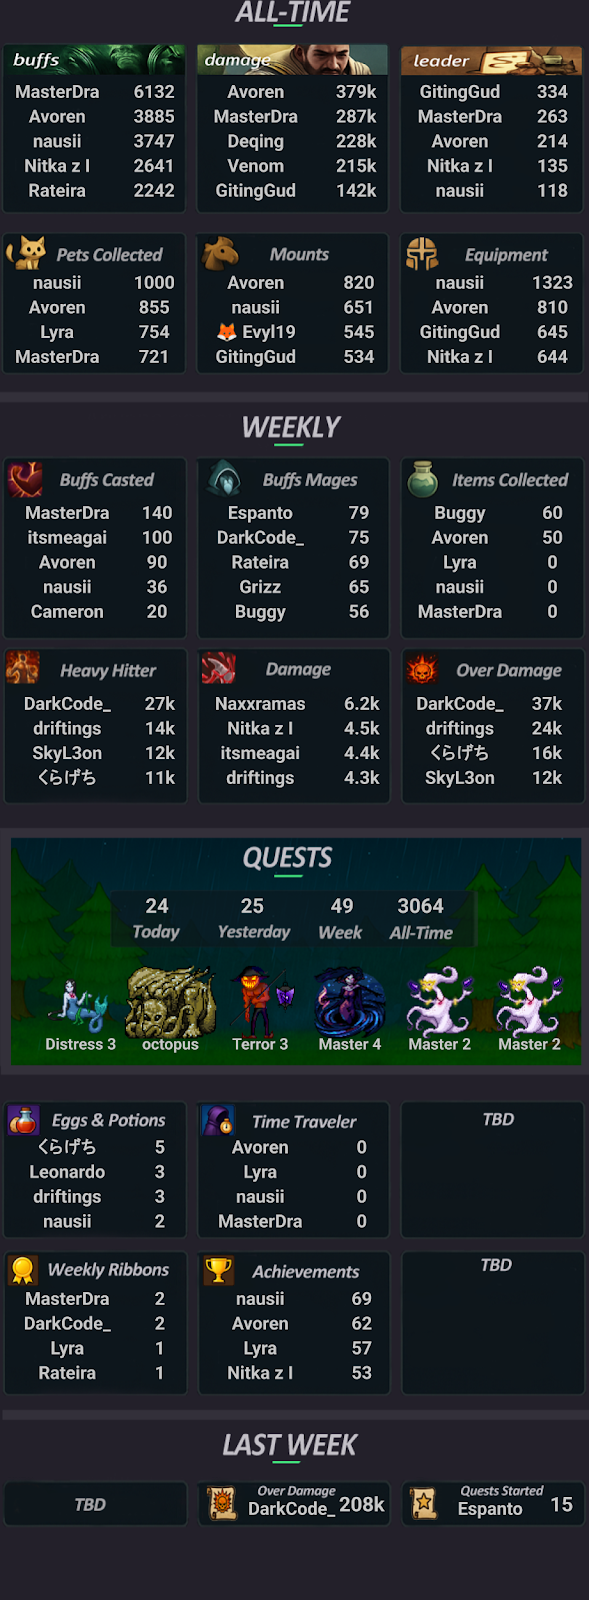 ALL-TIME
buffs
MasterDra 6132
Avoren 3885
nausii 3747
Nitka z I 2641
Rateira 2242
damage
Avoren 379k
MasterDra 287k
Deqing 228k
Venom 215k
GitingGud 142k
leader
GitingGud 334
MasterDra 263
Avoren 214
Nitka z I 135
nausii 118
Pets Collected
nausii 1000
Avoren 855
Lyra 754
MasterDra 721
Mounts
Avoren 820
nausii 651
🦊 Evyl19 545
GitingGud 534
Equipment
nausii 1323
Avoren 810
GitingGud 645
Nitka z I 644
WEEKLY
Buffs Casted
MasterDra 140
itsmeagai 100
Avoren 90
nausii 36
Cameron 20
Buffs Mages
Espanto 79
DarkCode_ 75
Rateira 69
Grizz 65
Buggy 56
Items Collected
Buggy 60
Avoren 50
Lyra 0
nausii 0
MasterDra 0
Heavy Hitter
DarkCode_ 27k
driftings 14k
SkyL3on 12k
くらげち 11k
Damage
Naxxramas 6.2k
Nitka z I 4.5k
itsmeagai 4.4k
driftings 4.3k
Over Damage
DarkCode_ 37k
driftings 24k
くらげち 16k
SkyL3on 12k
QUESTS
24 25 49 3064
Today Yesterday Week All-Time
Distress 3 octopus Terror 3 Master 4 Master 2 Master 2
Eggs & Potions
くらげち 5
Leonardo 3
driftings 3
nausii 2
Time Traveler
Avoren 0
Lyra 0
nausii 0
MasterDra 0
TBD
Weekly Ribbons
MasterDra 2
DarkCode_ 2
Lyra 1
Rateira 1
Achievements
nausii 69
Avoren 62
Lyra 57
Nitka z I 53
TBD
LAST WEEK
TBD
Over Damage
DarkCode_ 208k
Quests Started
Espanto 15